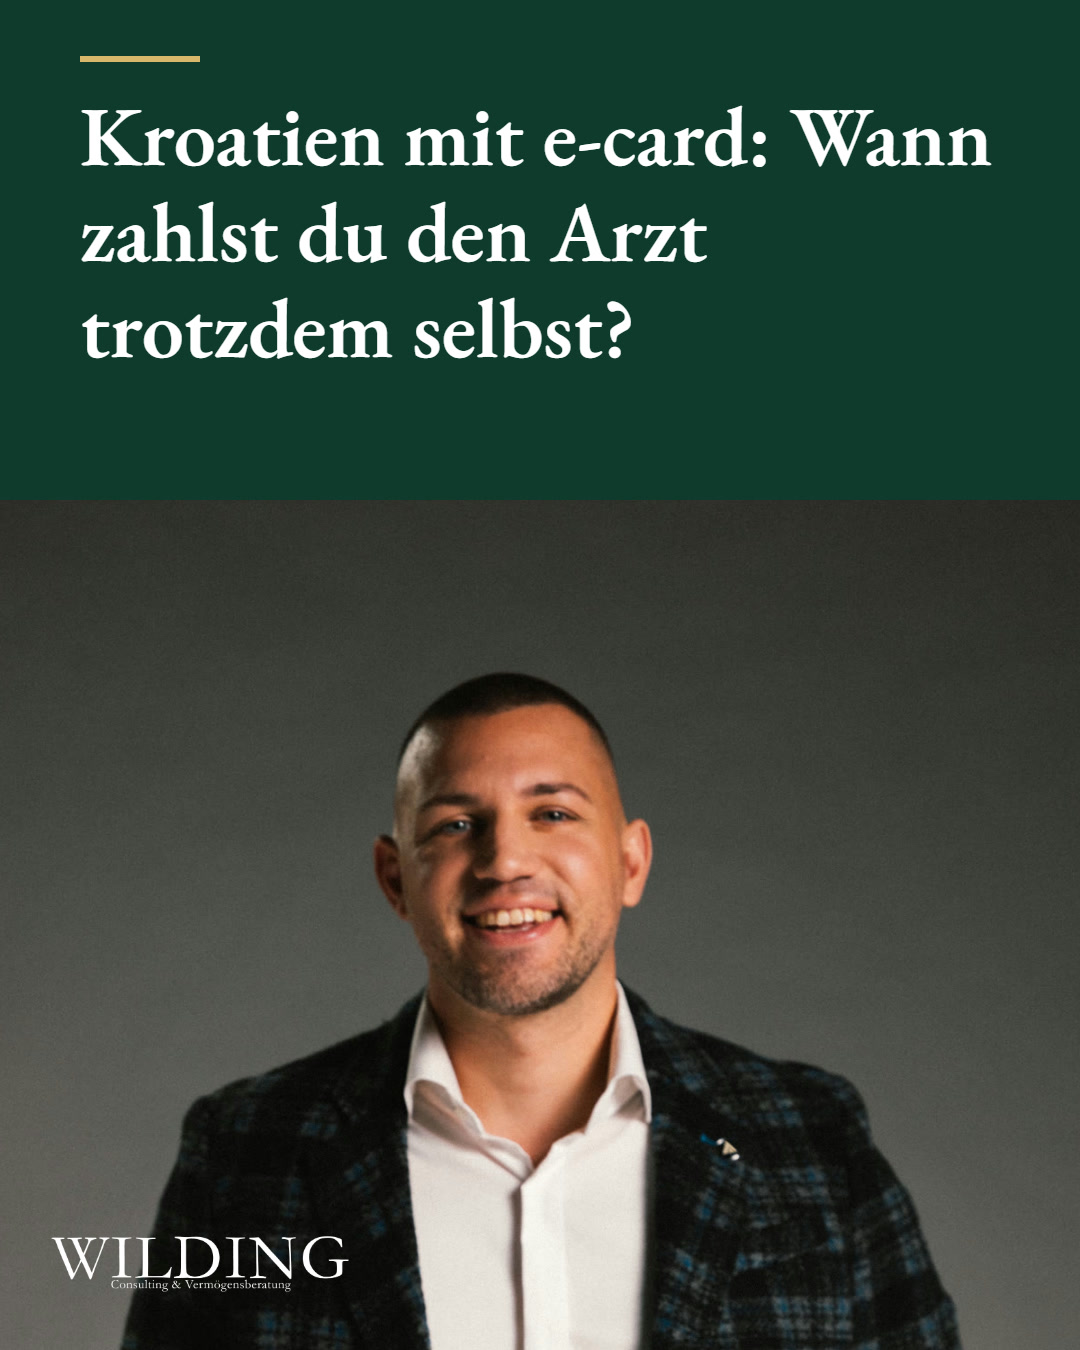 Kroatien mit e-card: Wann
zahlst du den Arzt
trotzdem selbst?
WILDING
Consulting & Vermögensberatung